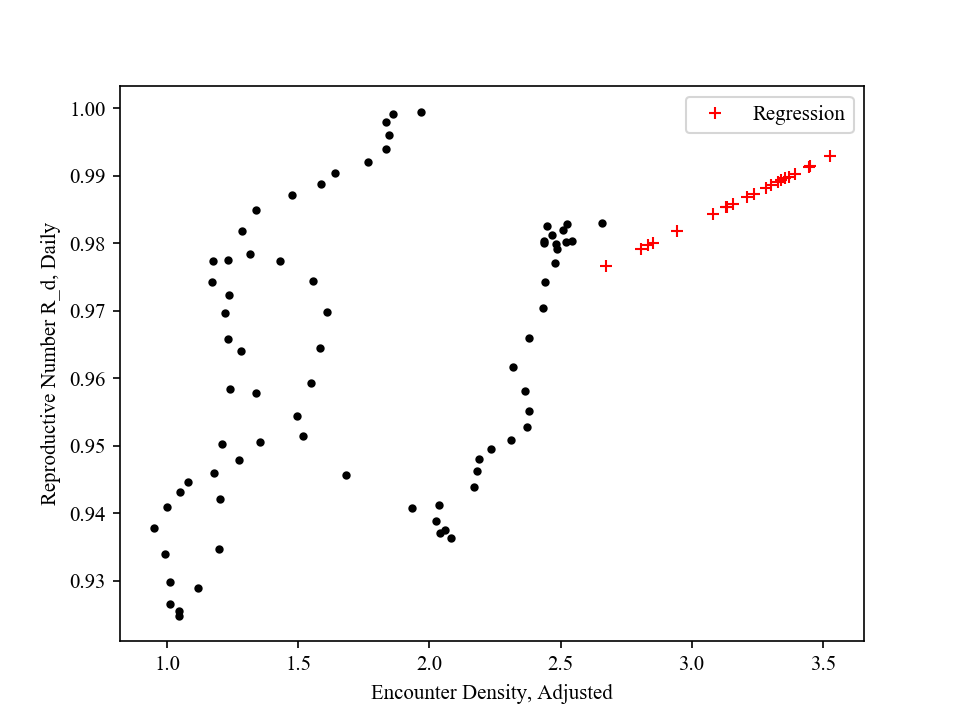 Regression
1.00
0.99
0.98
0.97
0.96
0.95
0.94
0.93
Reproductive Number R_d, Daily
1.0 1.5 2.0 2.5 3.0 3.5
Encounter Density, Adjusted